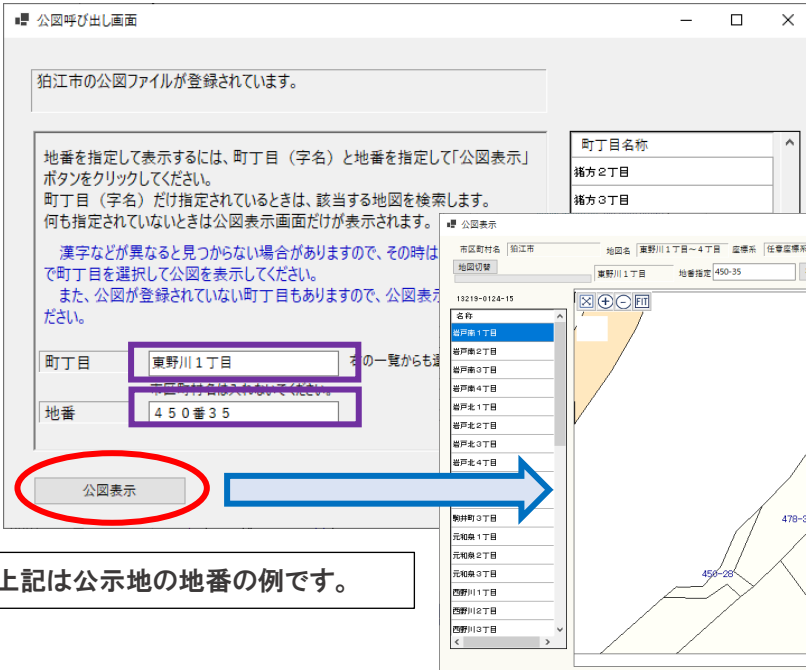 公図呼び出し画面
狛江市の公図ファイルが登録されています。
地番を指定して表示するには、町丁目（字名）と地番を指定して「公図表示」
ボタンをクリックしてください。
町丁目（字名）だけ指定されているときは、該当する地図を検索します。
何も指定されていないときは公図表示画面だけが表示されます。
漢字などが異なると見つからない場合がありますので、その時は
で町丁目を選択して公図を表示してください。
また、公図が登録されていない町丁目もありますので、公図表示
ださい。
町丁目
東野川１丁目
右の一覧からも選
市区町村名は入れないでください。
地番
４５０番３５
公図表示
町丁目名称
猪方２丁目
猪方３丁目
公図表示
市区町村名 狛江市 地図名 東野川１丁目～４丁目 座標系 任意座標系
地図切替
東野川１丁目 地番指定 450-35
13219-0124-15
FIT
名称
岩戸南１丁目
岩戸南２丁目
岩戸南３丁目
岩戸南４丁目
岩戸北１丁目
岩戸北２丁目
岩戸北３丁目
岩戸北４丁目
駒井町３丁目
元和泉１丁目
元和泉２丁目
元和泉３丁目
西野川１丁目
西野川２丁目
西野川３丁目
478-3
450-28
上記は公示地の地番の例です。